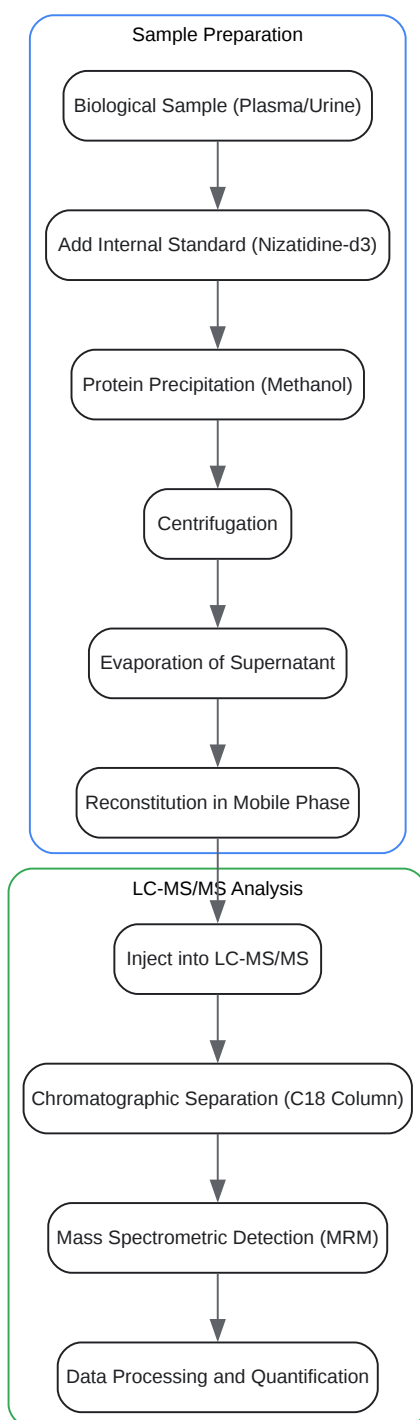 Sample Preparation
Biological Sample (Plasma/Urine)
Add Internal Standard (Nizatidine-d3)
Protein Precipitation (Methanol)
Centrifugation
Evaporation of Supernatant
Reconstitution in Mobile Phase
LC-MS/MS Analysis
Inject into LC-MS/MS
Chromatographic Separation (C18 Column)
Mass Spectrometric Detection (MRM)
Data Processing and Quantification